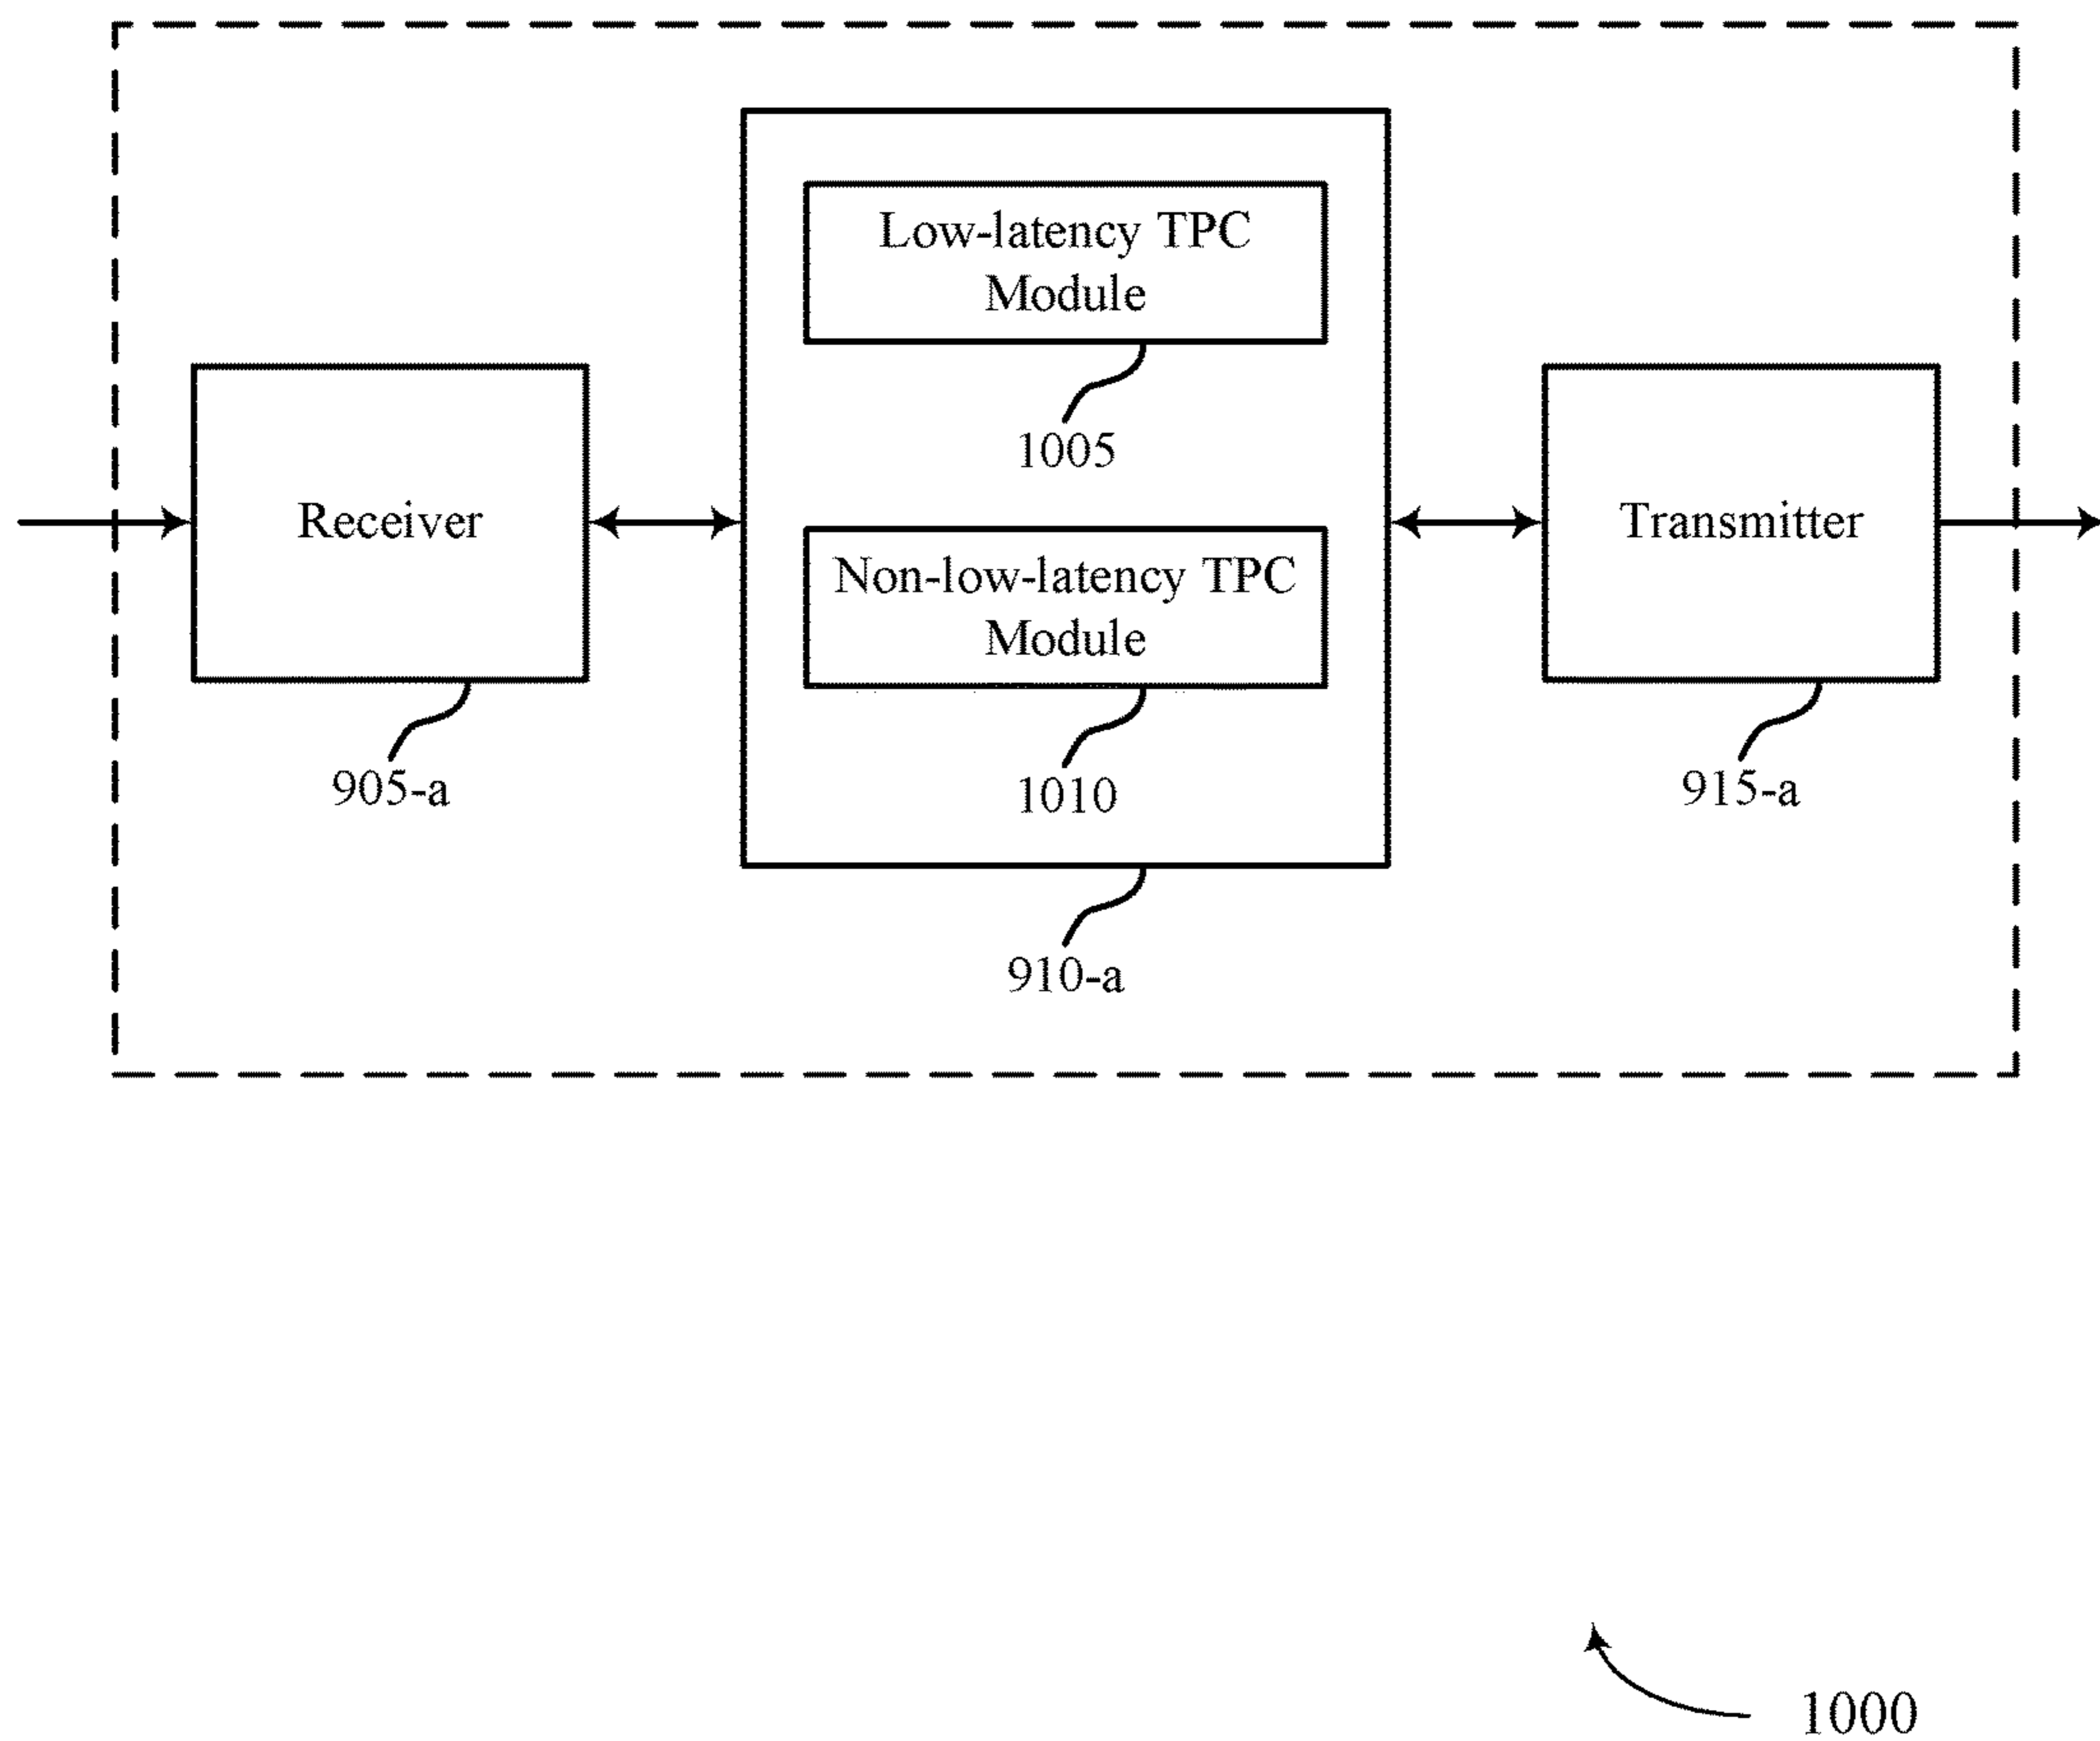 Low-latency TPC
Module
1005
Receiver
905-a
Non-low-latency TPC
Module
1010
910-a
Transmitter
915-a
1000